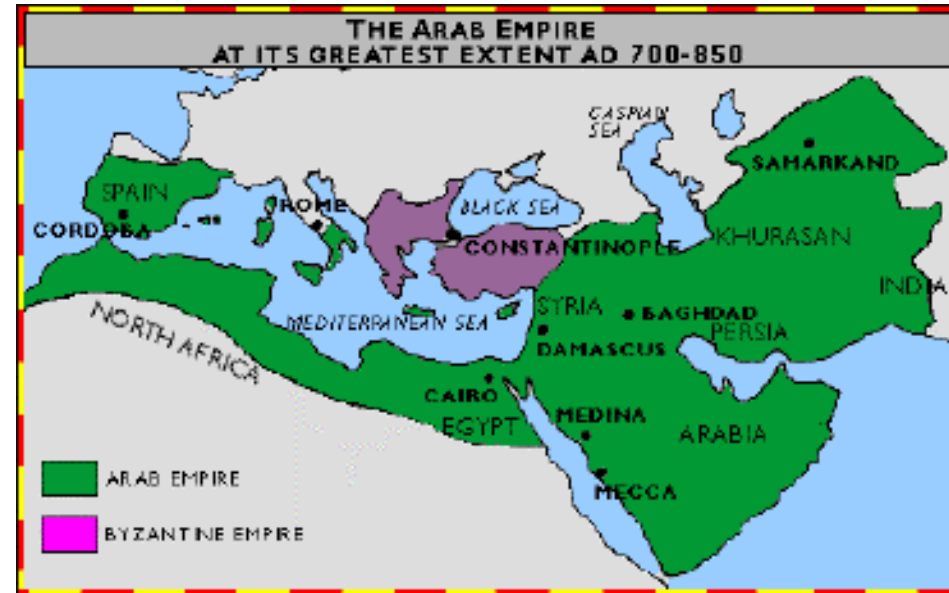 THE ARAB EMPIRE
AT ITS GREATEST EXTENT AD 700-850
CASPIAN
SEA
SAMARKAND
SPAIN
ROME
BLACK SEA
CORDOBA
CONSTANTINOPLE
KHURASAN
INDIA
SYRIA
BAGHDAD
NORTH AFRICA
MEDITERRANEAN SEA
PERSIA
DAMASCUS
CAIRO
MEDINA
EGYPT
ARABIA
MECCA
ARAB EMPIRE
BYZANTINE EMPIRE